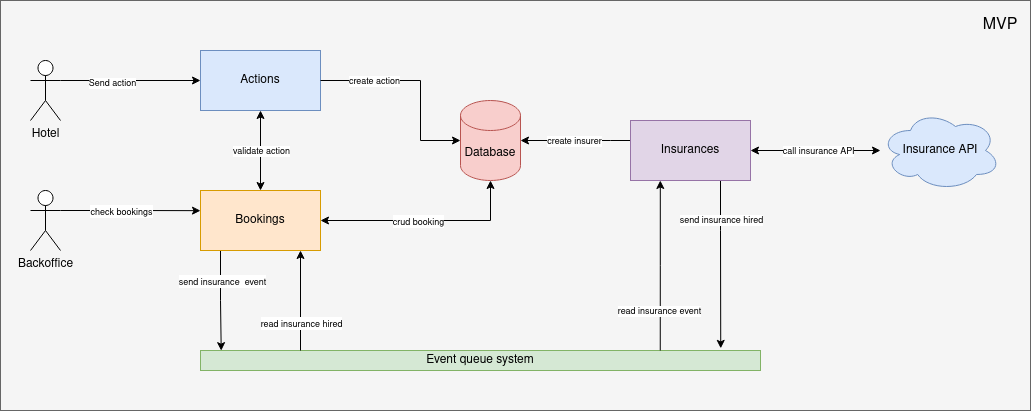 MVP
Send action
Actions
create action
Hotel
validate action
Database
create insurer
Insurances
call insurance API
Insurance API
check bookings
Bookings
crud booking
send insurance hired
Backoffice
send insurance  event
read insurance hired
read insurance event
Event queue system